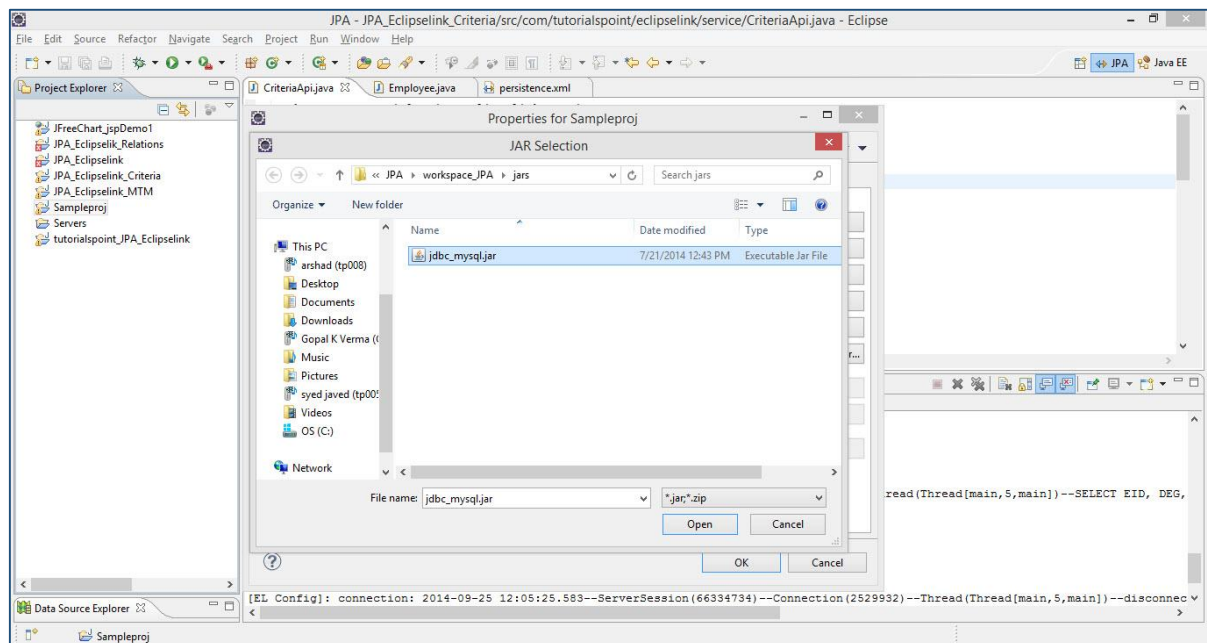 JPA - JPA_Eclipselink_Criteria/src/com/tutorialspoint/eclipselink/service/CriteriaApi.java - Eclipse
File Edit Source Refactor Navigate Search Project Run Window Help
JPA Java EE
Project Explorer
CriteriaApi.java Employee.java persistence.xml
JFreeChart_jspDemo1
JPA_Eclipselik_Relations
JPA_Eclipselink
JPA_Eclipselink_Criteria
JPA_Eclipselink_MTM
Sampleproj
Servers
tutorialspoint_JPA_Eclipselink
Properties for Sampleproj
JAR Selection
« JPA workspace_JPA jars
Search jars
Organize New folder
This PC
arshad (tp008)
Desktop
Documents
Downloads
Gopal K Verma (
Music
Pictures
syed javed (tp005
Videos
OS (C:)
Network
Name Date modified Type
jdbc_mysql.jar 7/21/2014 12:43 PM Executable Jar File
r...
File name: jdbc_mysql.jar *.jar;*.zip
Open Cancel
OK Cancel
read(Thread[main,5,main])--SELECT EID, DEG,
[EL Config]: connection: 2014-09-25 12:05:25.583--ServerSession(66334734)--Connection(2529932)--Thread(Thread[main,5,main])--disconnec
Data Source Explorer
Sampleproj